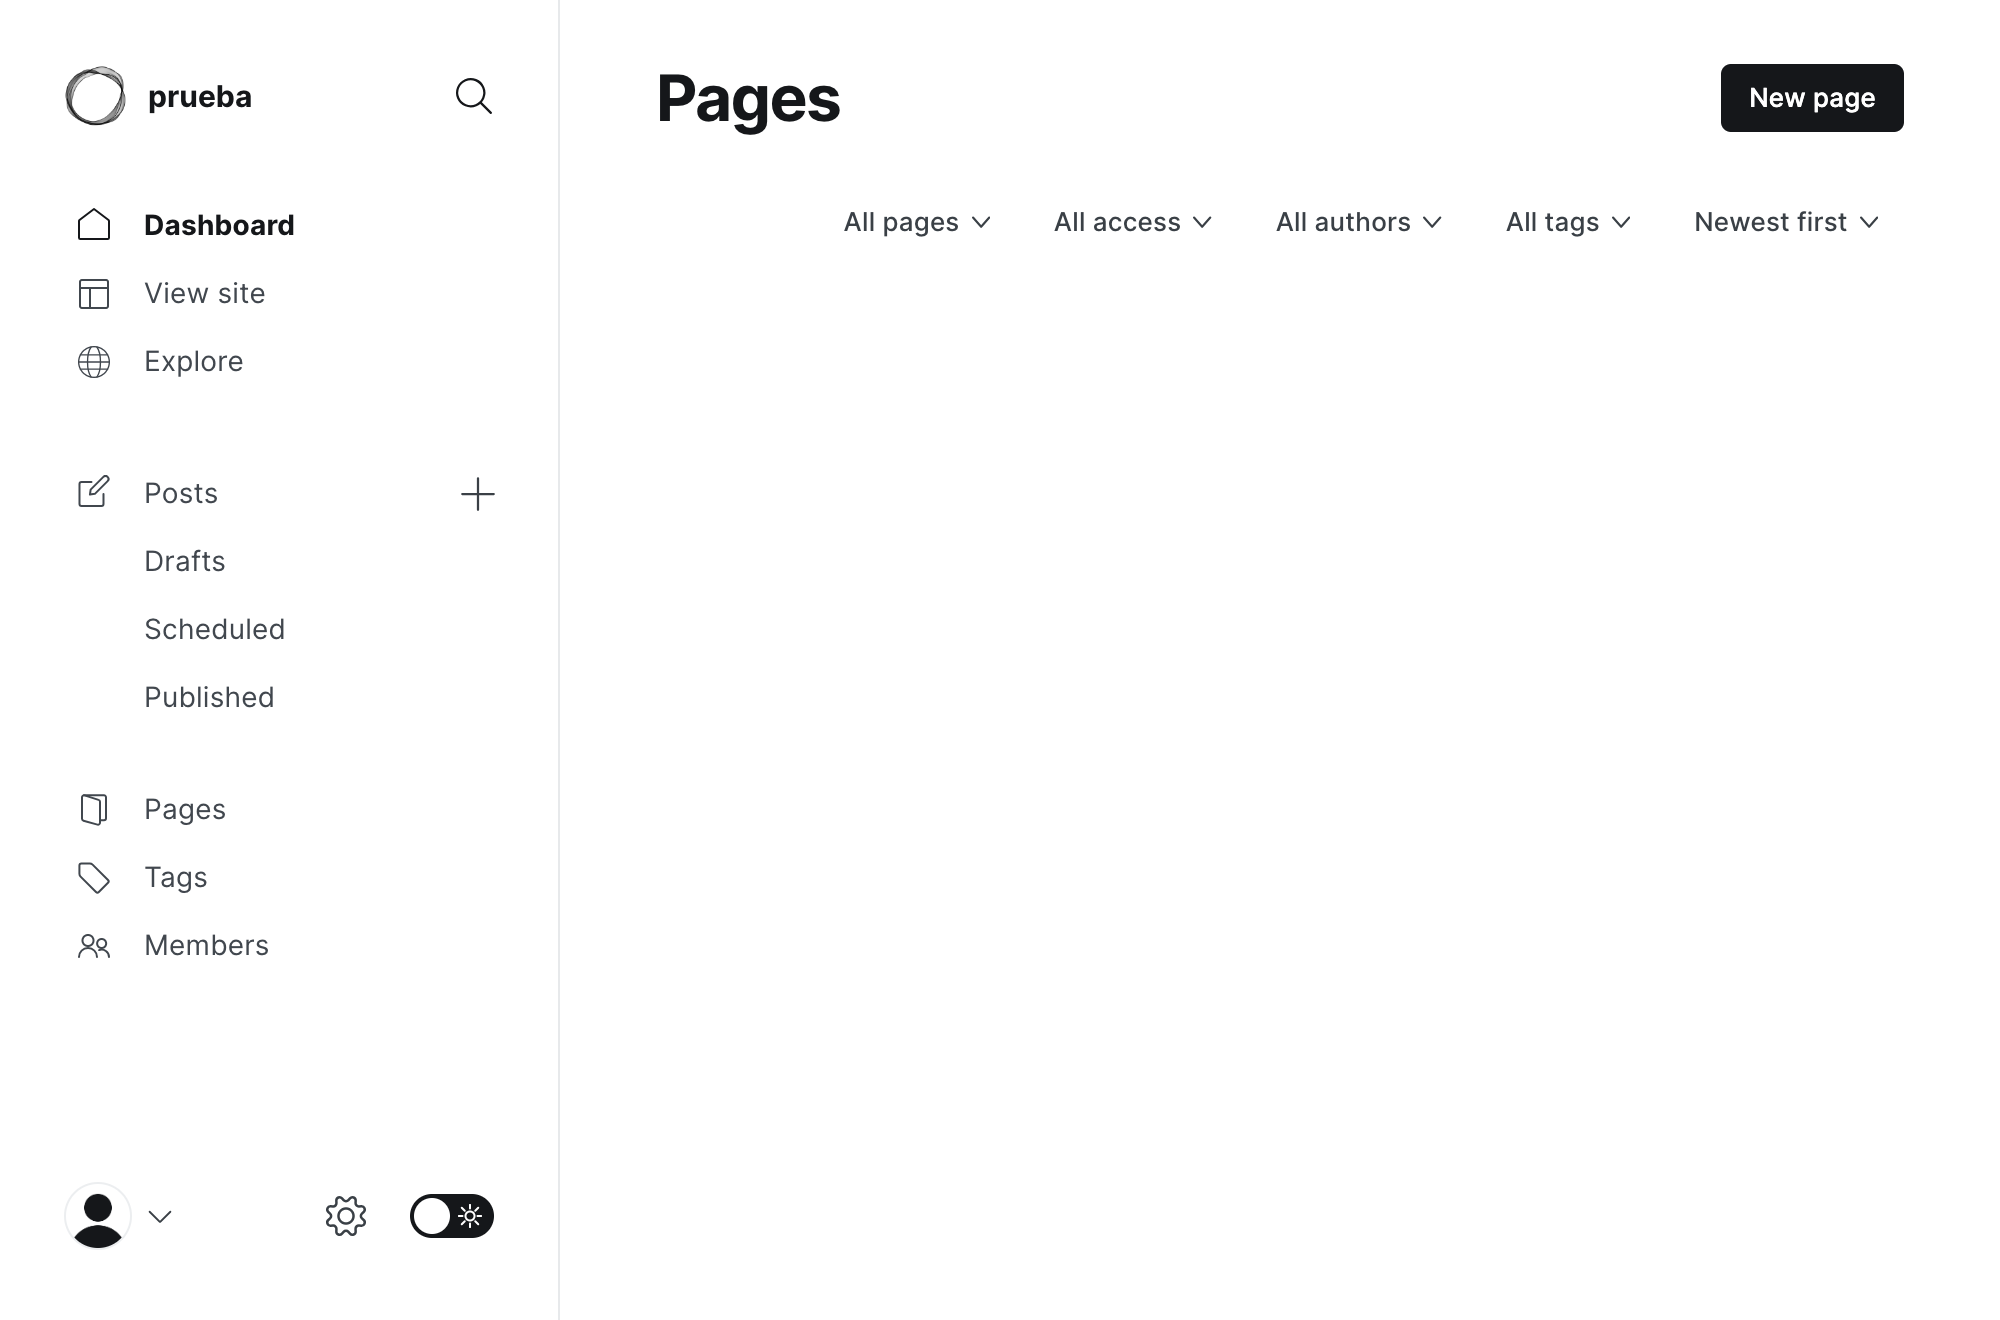 prueba
Dashboard
View site
Explore
Posts
Drafts
Scheduled
Published
Pages
Tags
Members
Pages
New page
All pages
All access
All authors
All tags
Newest first